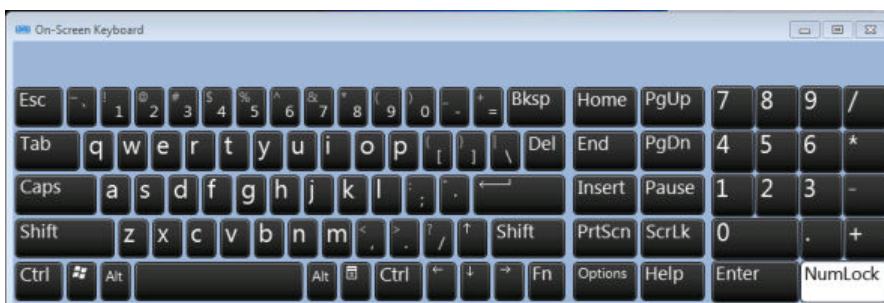 On-Screen Keyboard
Esc ~ ` ! 1 @ 2 # 3 $ 4 % 5 ^ 6 & 7 * 8 ( 9 ) 0 _ - + = Bksp Home PgUp 7 8 9 /
Tab q w e r t y u i o p { [ } ] | \ Del End PgDn 4 5 6 *
Caps a s d f g h j k l : ; " ' Insert Pause 1 2 3 -
Shift z x c v b n m < , > . ? / ↑ Shift PrtScn ScrLk 0 . +
Ctrl Alt Alt Ctrl ← ↓ → Fn Options Help Enter NumLock